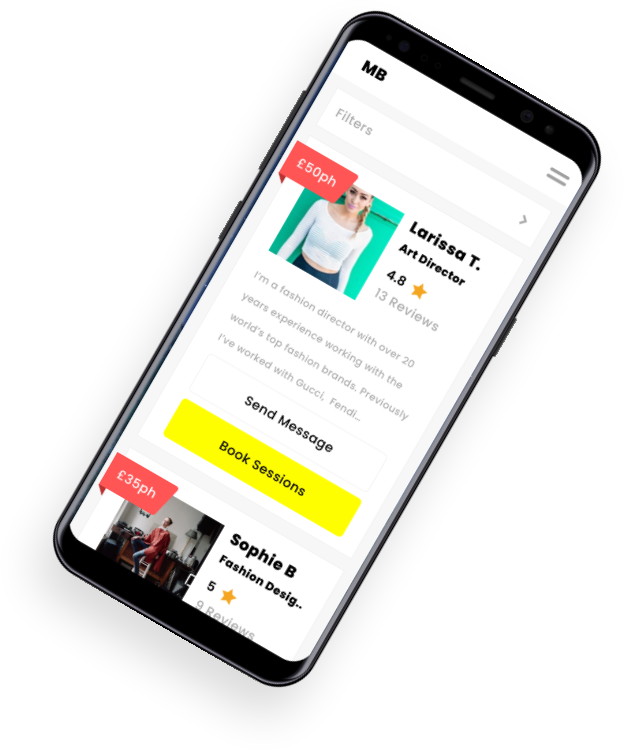 MB
Filters
£50ph
Larissa T.
Art Director
4.8
13 Reviews
I'm a fashion director with over 20
years experience working with the
world's top fashion brands. Previously
I've worked with Gucci, Fendi...
Send Message
Book Sessions
£35ph
Sophie B
Fashion Desig..
5
9 Reviews